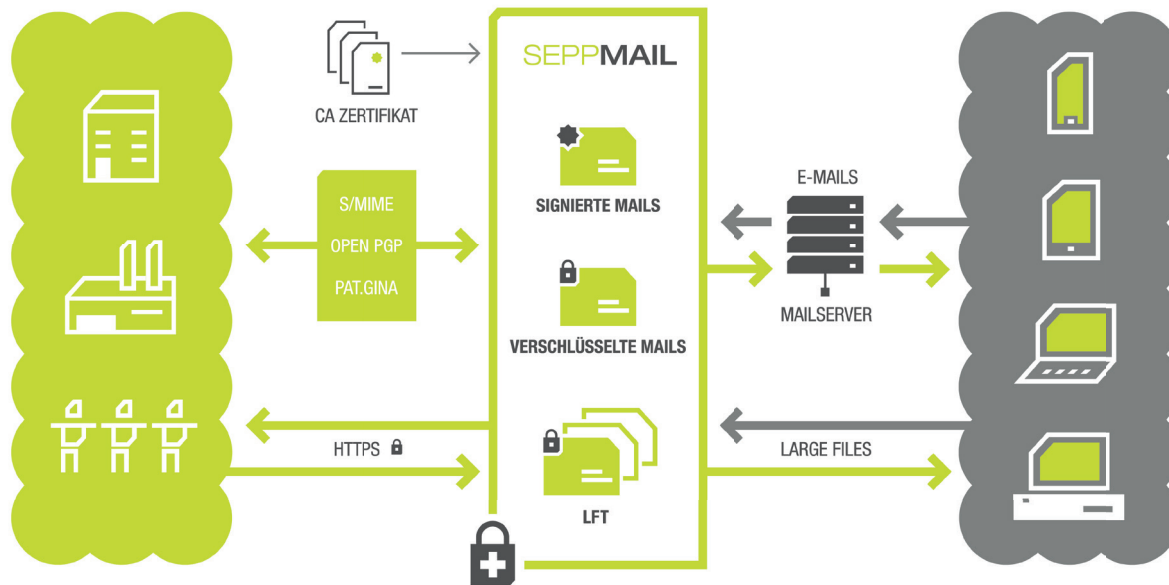 SEPPMAIL
CA ZERTIFIKAT
S/MIME
OPEN PGP
PAT.GINA
SIGNIERTE MAILS
E-MAILS
MAILSERVER
VERSCHLÜSSELTE MAILS
HTTPS
LARGE FILES
LFT